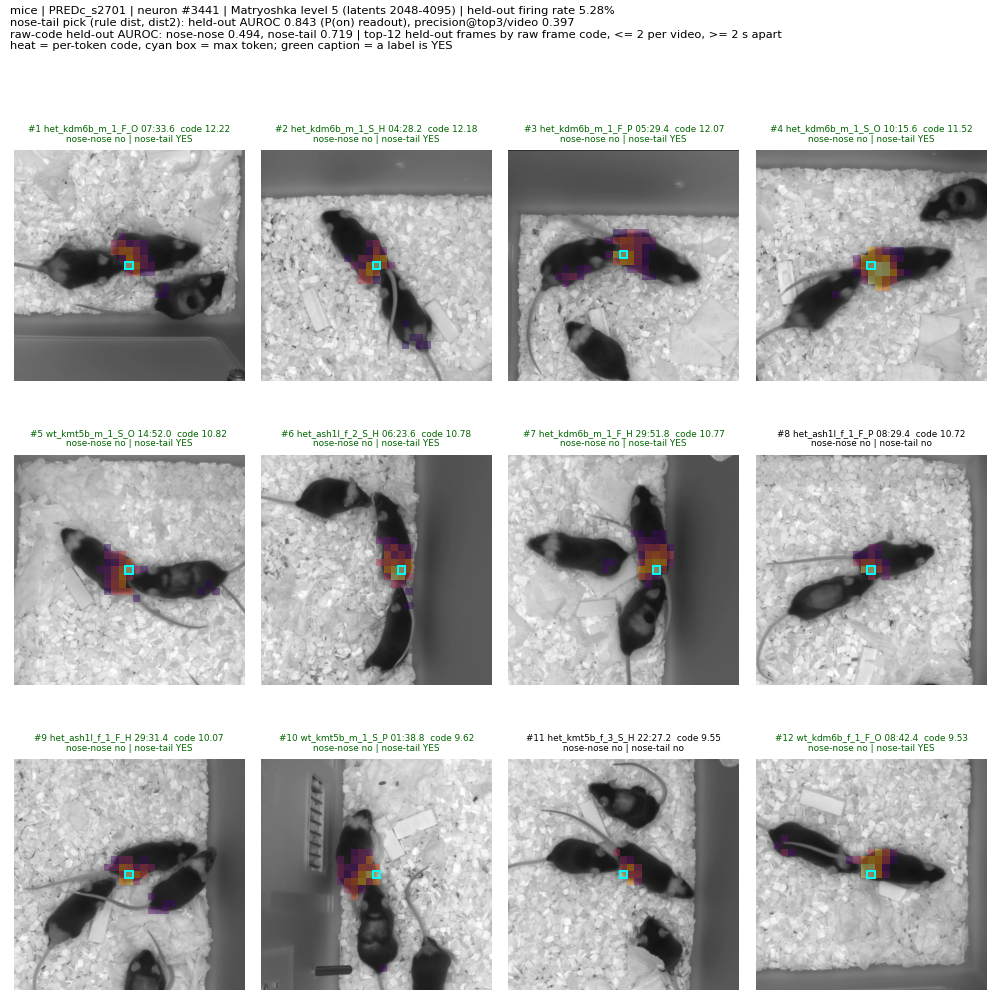 mice | PREDc_s2701 | neuron #3441 | Matryoshka level 5 (latents 2048-4095) | held-out firing rate 5.28%
nose-tail pick (rule dist, dist2): held-out AUROC 0.843 (P(on) readout), precision@top3/video 0.397
raw-code held-out AUROC: nose-nose 0.494, nose-tail 0.719 | top-12 held-out frames by raw frame code, <= 2 per video, >= 2 s apart
heat = per-token code, cyan box = max token; green caption = a label is YES
#1 het_kdm6b_m_1_F_O 07:33.6 code 12.22
nose-nose no | nose-tail YES
#2 het_kdm6b_m_1_S_H 04:28.2 code 12.18
nose-nose no | nose-tail YES
#3 het_kdm6b_m_1_F_P 05:29.4 code 12.07
nose-nose no | nose-tail YES
#4 het_kdm6b_m_1_S_O 10:15.6 code 11.52
nose-nose no | nose-tail YES
#5 wt_kmt5b_m_1_S_O 14:52.0 code 10.82
nose-nose no | nose-tail YES
#6 het_ash1l_f_2_S_H 06:23.6 code 10.78
nose-nose no | nose-tail YES
#7 het_kdm6b_m_1_F_H 29:51.8 code 10.77
nose-nose no | nose-tail YES
#8 het_ash1l_f_1_F_P 08:29.4 code 10.72
nose-nose no | nose-tail no
#9 het_ash1l_f_1_F_H 29:31.4 code 10.07
nose-nose no | nose-tail YES
#10 wt_kmt5b_m_1_S_P 01:38.8 code 9.62
nose-nose no | nose-tail YES
#11 het_kmt5b_f_3_S_H 22:27.2 code 9.55
nose-nose no | nose-tail no
#12 wt_kdm6b_f_1_F_O 08:42.4 code 9.53
nose-nose no | nose-tail YES